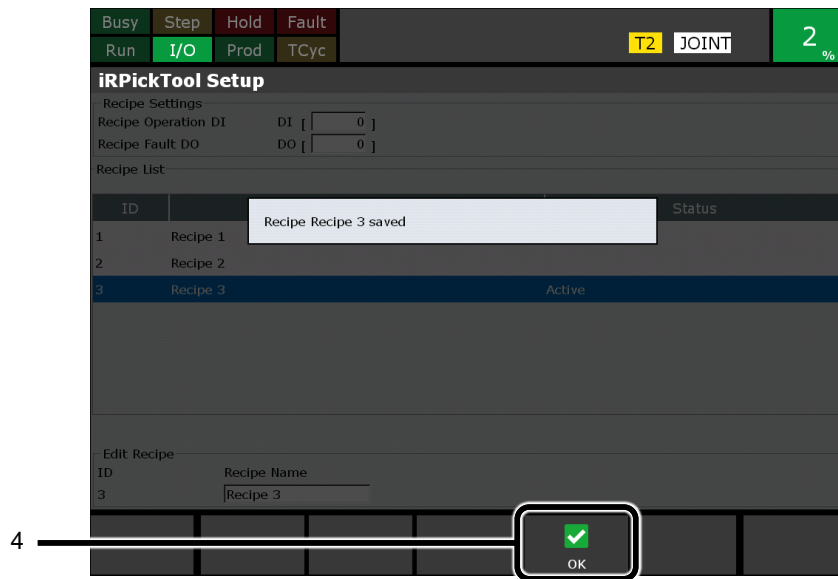 Busy Step Hold Fault
Run I/O Prod TCyc
T2 JOINT
2 %
iRPickTool Setup
Recipe Settings
Recipe Operation DI DI [ 0 ]
Recipe Fault DO DO [ 0 ]
Recipe List
ID Status
Recipe Recipe 3 saved
1 Recipe 1
2 Recipe 2
3 Recipe 3 Active
Edit Recipe
ID Recipe Name
3 Recipe 3
4
OK